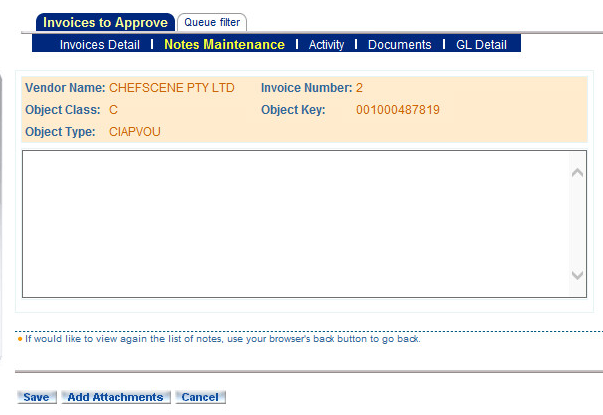 Invoices to Approve Queue filter
Invoices Detail I Notes Maintenance I Activity I Documents I GL Detail
Vendor Name: CHEFSCENE PTY LTD Invoice Number: 2
Object Class: C Object Key: 001000487819
Object Type: CIAPVOU
If would like to view again the list of notes, use your browser's back button to go back.
Save Add Attachments Cancel